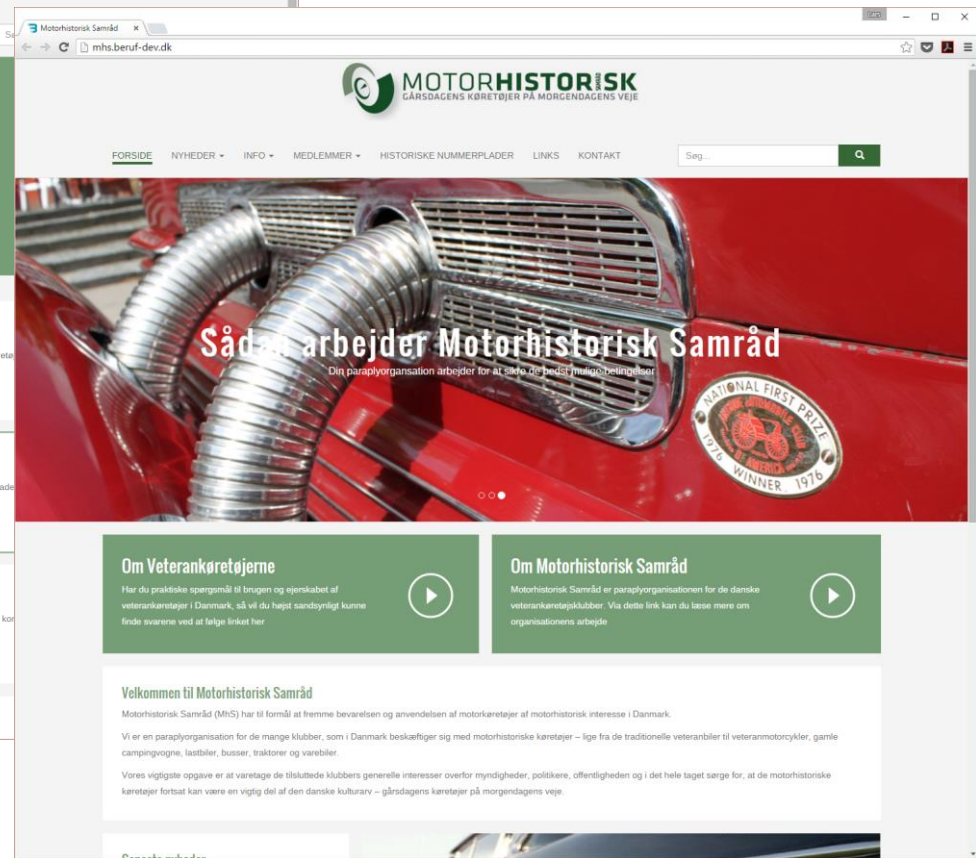 Motorhistorisk Samråd
mhs.beruf-dev.dk
MOTORHISTORISK SAMRÅD
GÅRSDAGENS KØRETØJER PÅ MORGENDAGENS VEJE
FORSIDE NYHEDER INFO MEDLEMMER HISTORISKE NUMMERPLADER LINKS KONTAKT Søg...
Sådan arbejder Motorhistorisk Samråd
Din paraplyorgansation arbejder for at sikre de bedst mulige betingelser
NATIONAL FIRST PRIZE
ANTIQUE AUTOMOBILE CLUB
OF AMERICA
1976 WINNER 1976
Om Veterankøretøjerne
Har du praktiske spørgsmål til brugen og ejerskabet af
veterankøretøjer i Danmark, så vil du højst sandsynligt kunne
finde svarene ved at følge linket her
Om Motorhistorisk Samråd
Motorhistorisk Samråd er paraplyorganisationen for de danske
veterankøretøjsklubber. Via dette link kan du læse mere om
organisationens arbejde
Velkommen til Motorhistorisk Samråd
Motorhistorisk Samråd (MhS) har til formål at fremme bevarelsen og anvendelsen af motorkøretøjer af motorhistorisk interesse i Danmark.
Vi er en paraplyorganisation for de mange klubber, som i Danmark beskæftiger sig med motorhistoriske køretøjer – lige fra de traditionelle veteranbiler til veteranmotorcykler, gamle
campingvogne, lastbiler, busser, traktorer og varebiler.
Vores vigtigste opgave er at varetage de tilsluttede klubbers generelle interesser overfor myndigheder, politikere, offentligheden og i det hele taget sørge for, at de motorhistoriske
køretøjer fortsat kan være en vigtig del af den danske kulturarv – gårsdagens køretøjer på morgendagens veje.